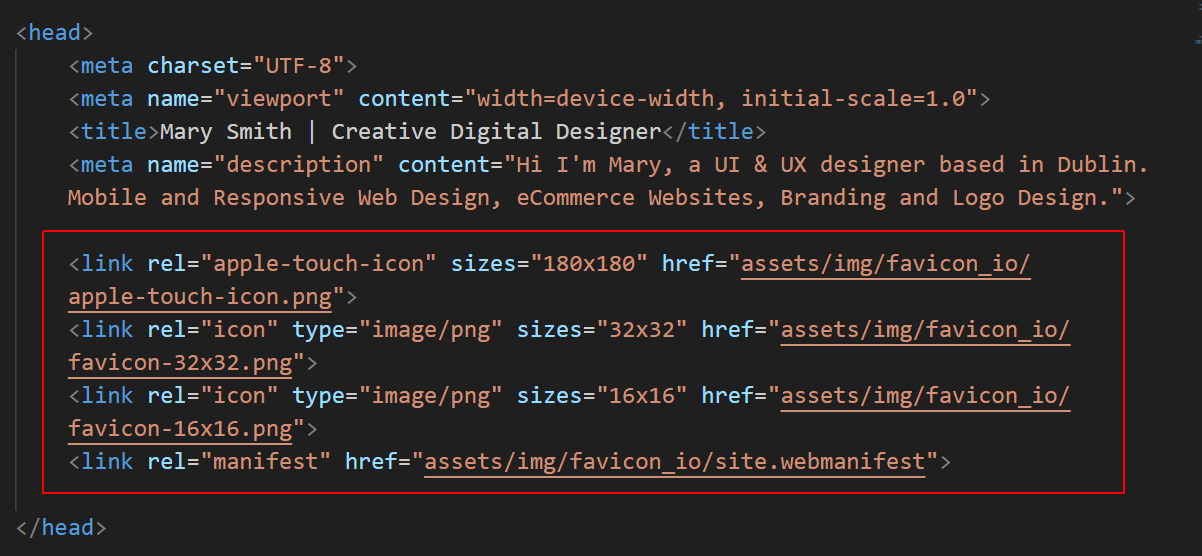 <head>
<meta charset="UTF-8">
<meta name="viewport" content="width=device-width, initial-scale=1.0">
<title>Mary Smith | Creative Digital Designer</title>
<meta name="description" content="Hi I'm Mary, a UI & UX designer based in Dublin.
Mobile and Responsive Web Design, eCommerce Websites, Branding and Logo Design.">
<link rel="apple-touch-icon" sizes="180x180" href="assets/img/favicon_io/
apple-touch-icon.png">
<link rel="icon" type="image/png" sizes="32x32" href="assets/img/favicon_io/
favicon-32x32.png">
<link rel="icon" type="image/png" sizes="16x16" href="assets/img/favicon_io/
favicon-16x16.png">
<link rel="manifest" href="assets/img/favicon_io/site.webmanifest">
</head>